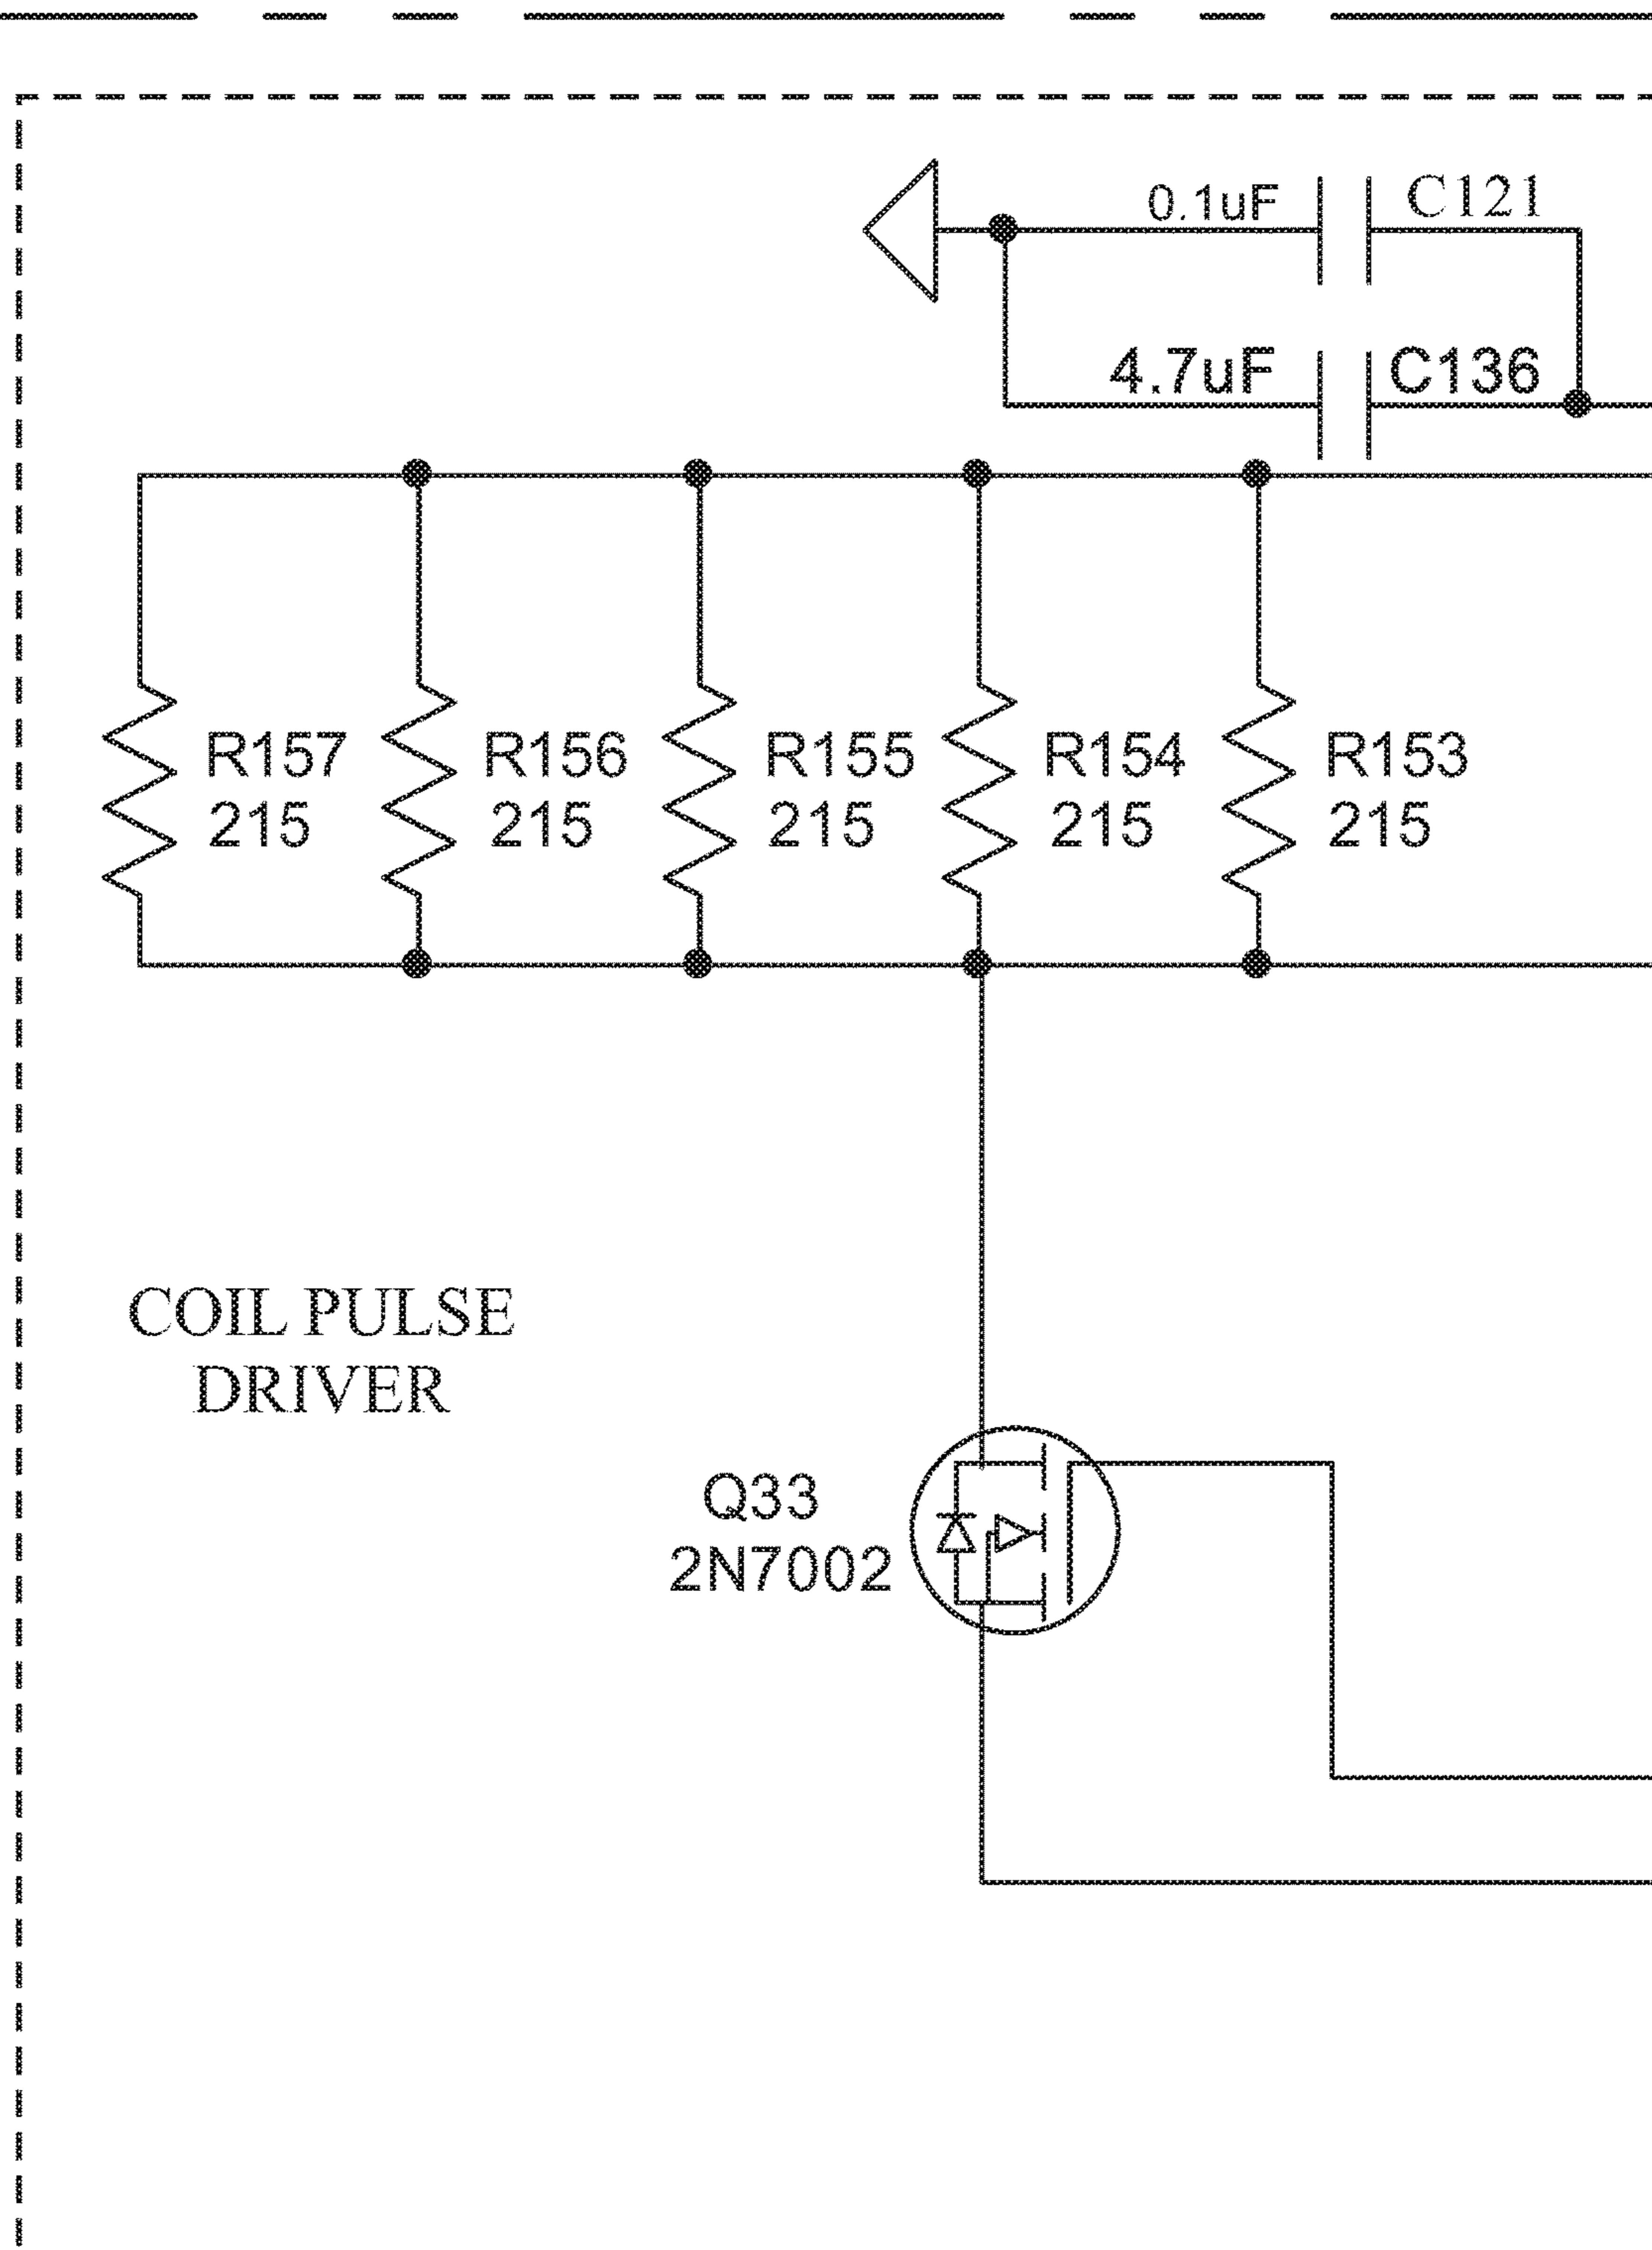 0.1uF C121
4.7uF C136
R157 R156 R155 R154 R153
215 215 215 215 215
COIL PULSE
DRIVER
Q33
2N7002